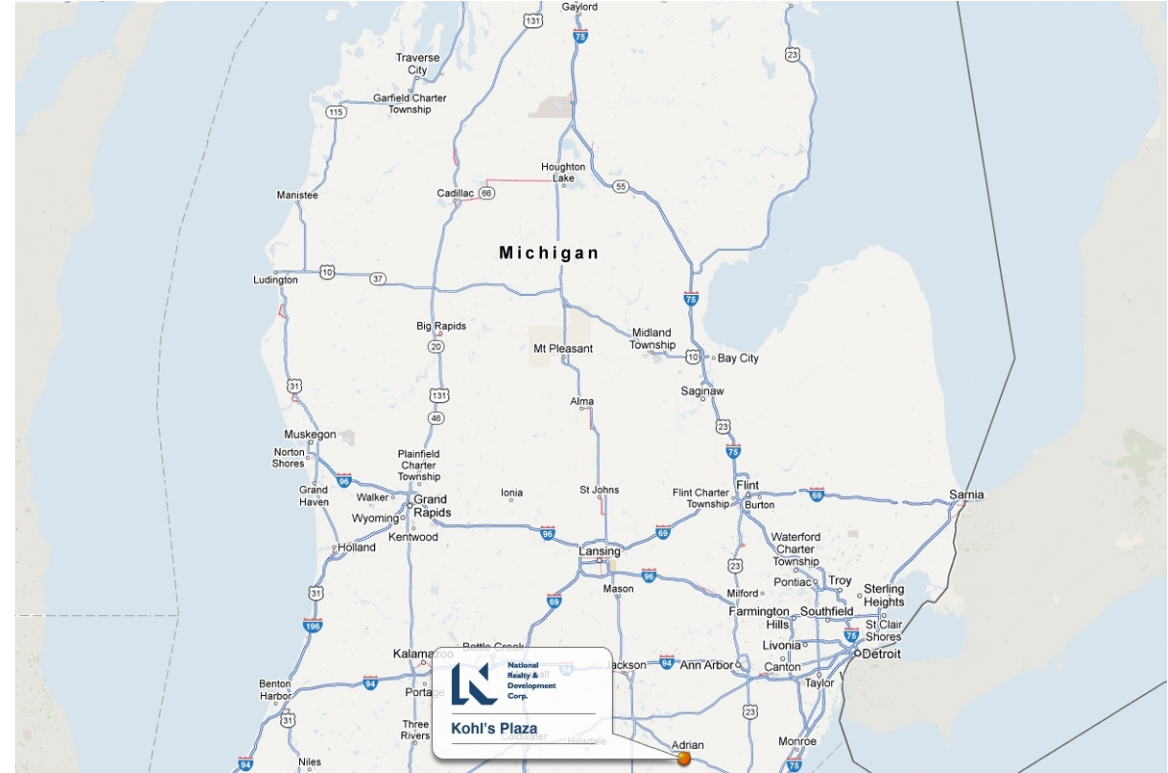 Gaylord
131
75
23
Traverse
City
Garfield Charter
Township
115
Houghton
Lake
55
Manistee
Cadillac
66
Michigan
Ludington
10
37
75
Big Rapids
20
Mt Pleasant
Midland
Township
10
Bay City
31
131
Alma
Saginaw
46
23
Muskegon
Norton
Shores
Plainfield
Charter
Township
75
96
Grand
Haven
Walker
Grand
Rapids
Ionia
St Johns
Flint Charter
Township
Flint
Burton
69
Sarnia
Wyoming
Kentwood
96
69
Holland
Lansing
Waterford
Charter
Township
23
96
Pontiac
Troy
Sterling
Heights
31
69
Mason
Milford
Farmington
Hills
Southfield
St Clair
Shores
196
75
Livonia
Detroit
Kalamazoo
Battle Creek
Jackson
94
Ann Arbor
Canton
Taylor
Benton
Harbor
94
Portage
31
23
National
Realty &
Development
Corp.
Kohl's Plaza
Three
Rivers
Coldwater
Hillsdale
Adrian
Monroe
Niles
94
75